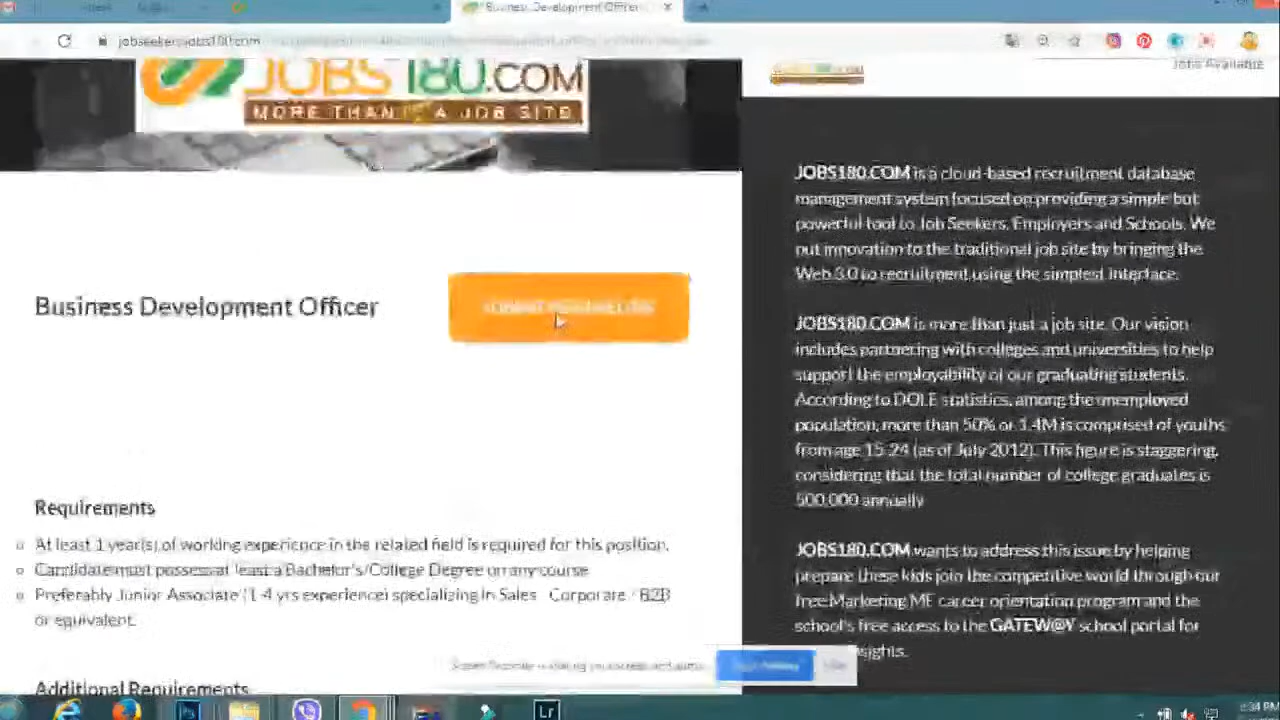 Business Development Officer
jobseekers.jobs180.com
Jobs Available
JOBS180.COM
MORE THAN A JOB SITE
Business Development Officer
Requirements
At least 1 year(s) of working experience in the related field is required for this position.
Candidate must possess at least a Bachelor's/College Degree on any course
Preferably Junior Associate (1-4 yrs experience) specializing in Sales - Corporate / B2B
or equivalent.
Additional Requirements
JOBS180.COM is a cloud-based recruitment database
management system focused on providing a simple but
powerful tool to Job Seekers, Employers and Schools. We
put innovation to the traditional job site by bringing the
Web 3.0 to recruitment using the simplest interface.
JOBS180.COM is more than just a job site. Our vision
includes partnering with colleges and universities to help
support the employability of our graduating students.
According to DOLE statistics, among the unemployed
population, more than 50% or 1.4M is comprised of youths
from age 15-24 (as of July 2012). This figure is staggering,
considering that the total number of college graduates is
500,000 annually
JOBS180.COM wants to address this issue by helping
prepare these kids join the competitive world through our
free Marketing ME career orientation program and the
school's free access to the GATEW@Y school portal for
insights.
Lr